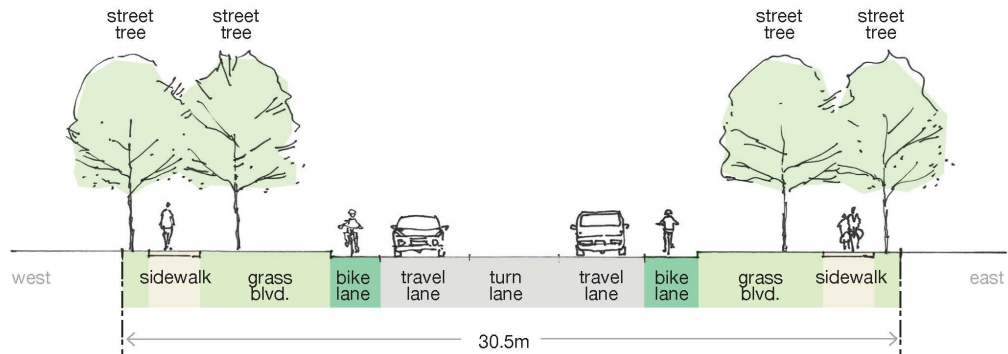 street
tree
street
tree
street
tree
street
tree
west
sidewalk
grass
blvd.
bike
lane
travel
lane
turn
lane
travel
lane
bike
lane
grass
blvd.
sidewalk
east
30.5m